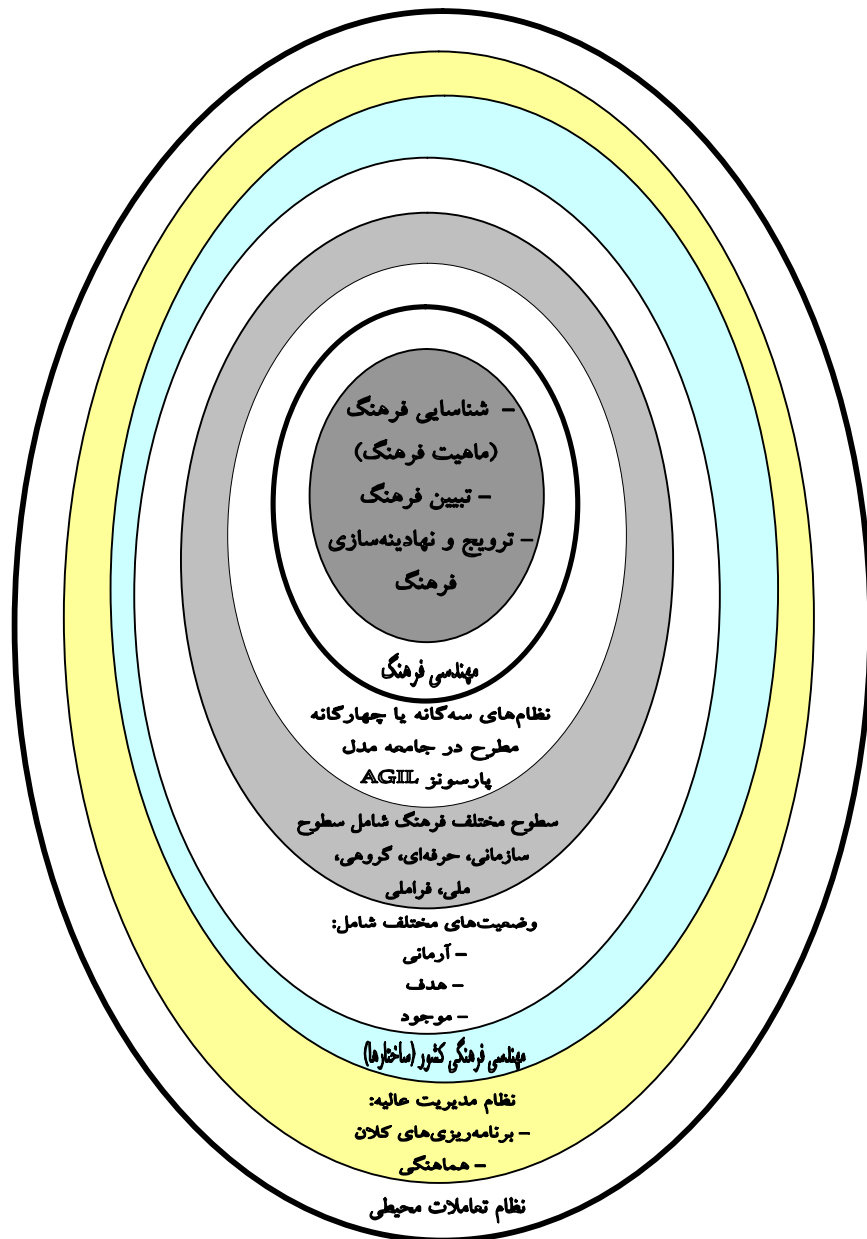 - شناسایی فرهنگ
(ماهیت فرهنگ)
- تبیین فرهنگ
- ترویج و نهادینه‌سازی
فرهنگ
مهندسی فرهنگ
نظام‌های سه‌گانه یا چهارگانه
مطرح در جامعه مدل
پارسونز AGIL
سطوح مختلف فرهنگ شامل سطوح
سازمانی، حرفه‌ای، گروهی،
ملی، فراملی
وضعیت‌های مختلف شامل:
- آرمانی
- هدف
- موجود
مهندسی فرهنگی کشور (ساختارها)
نظام مدیریت عالیه:
- برنامه‌ریزی‌های کلان
- هماهنگی
نظام تعاملات محیطی